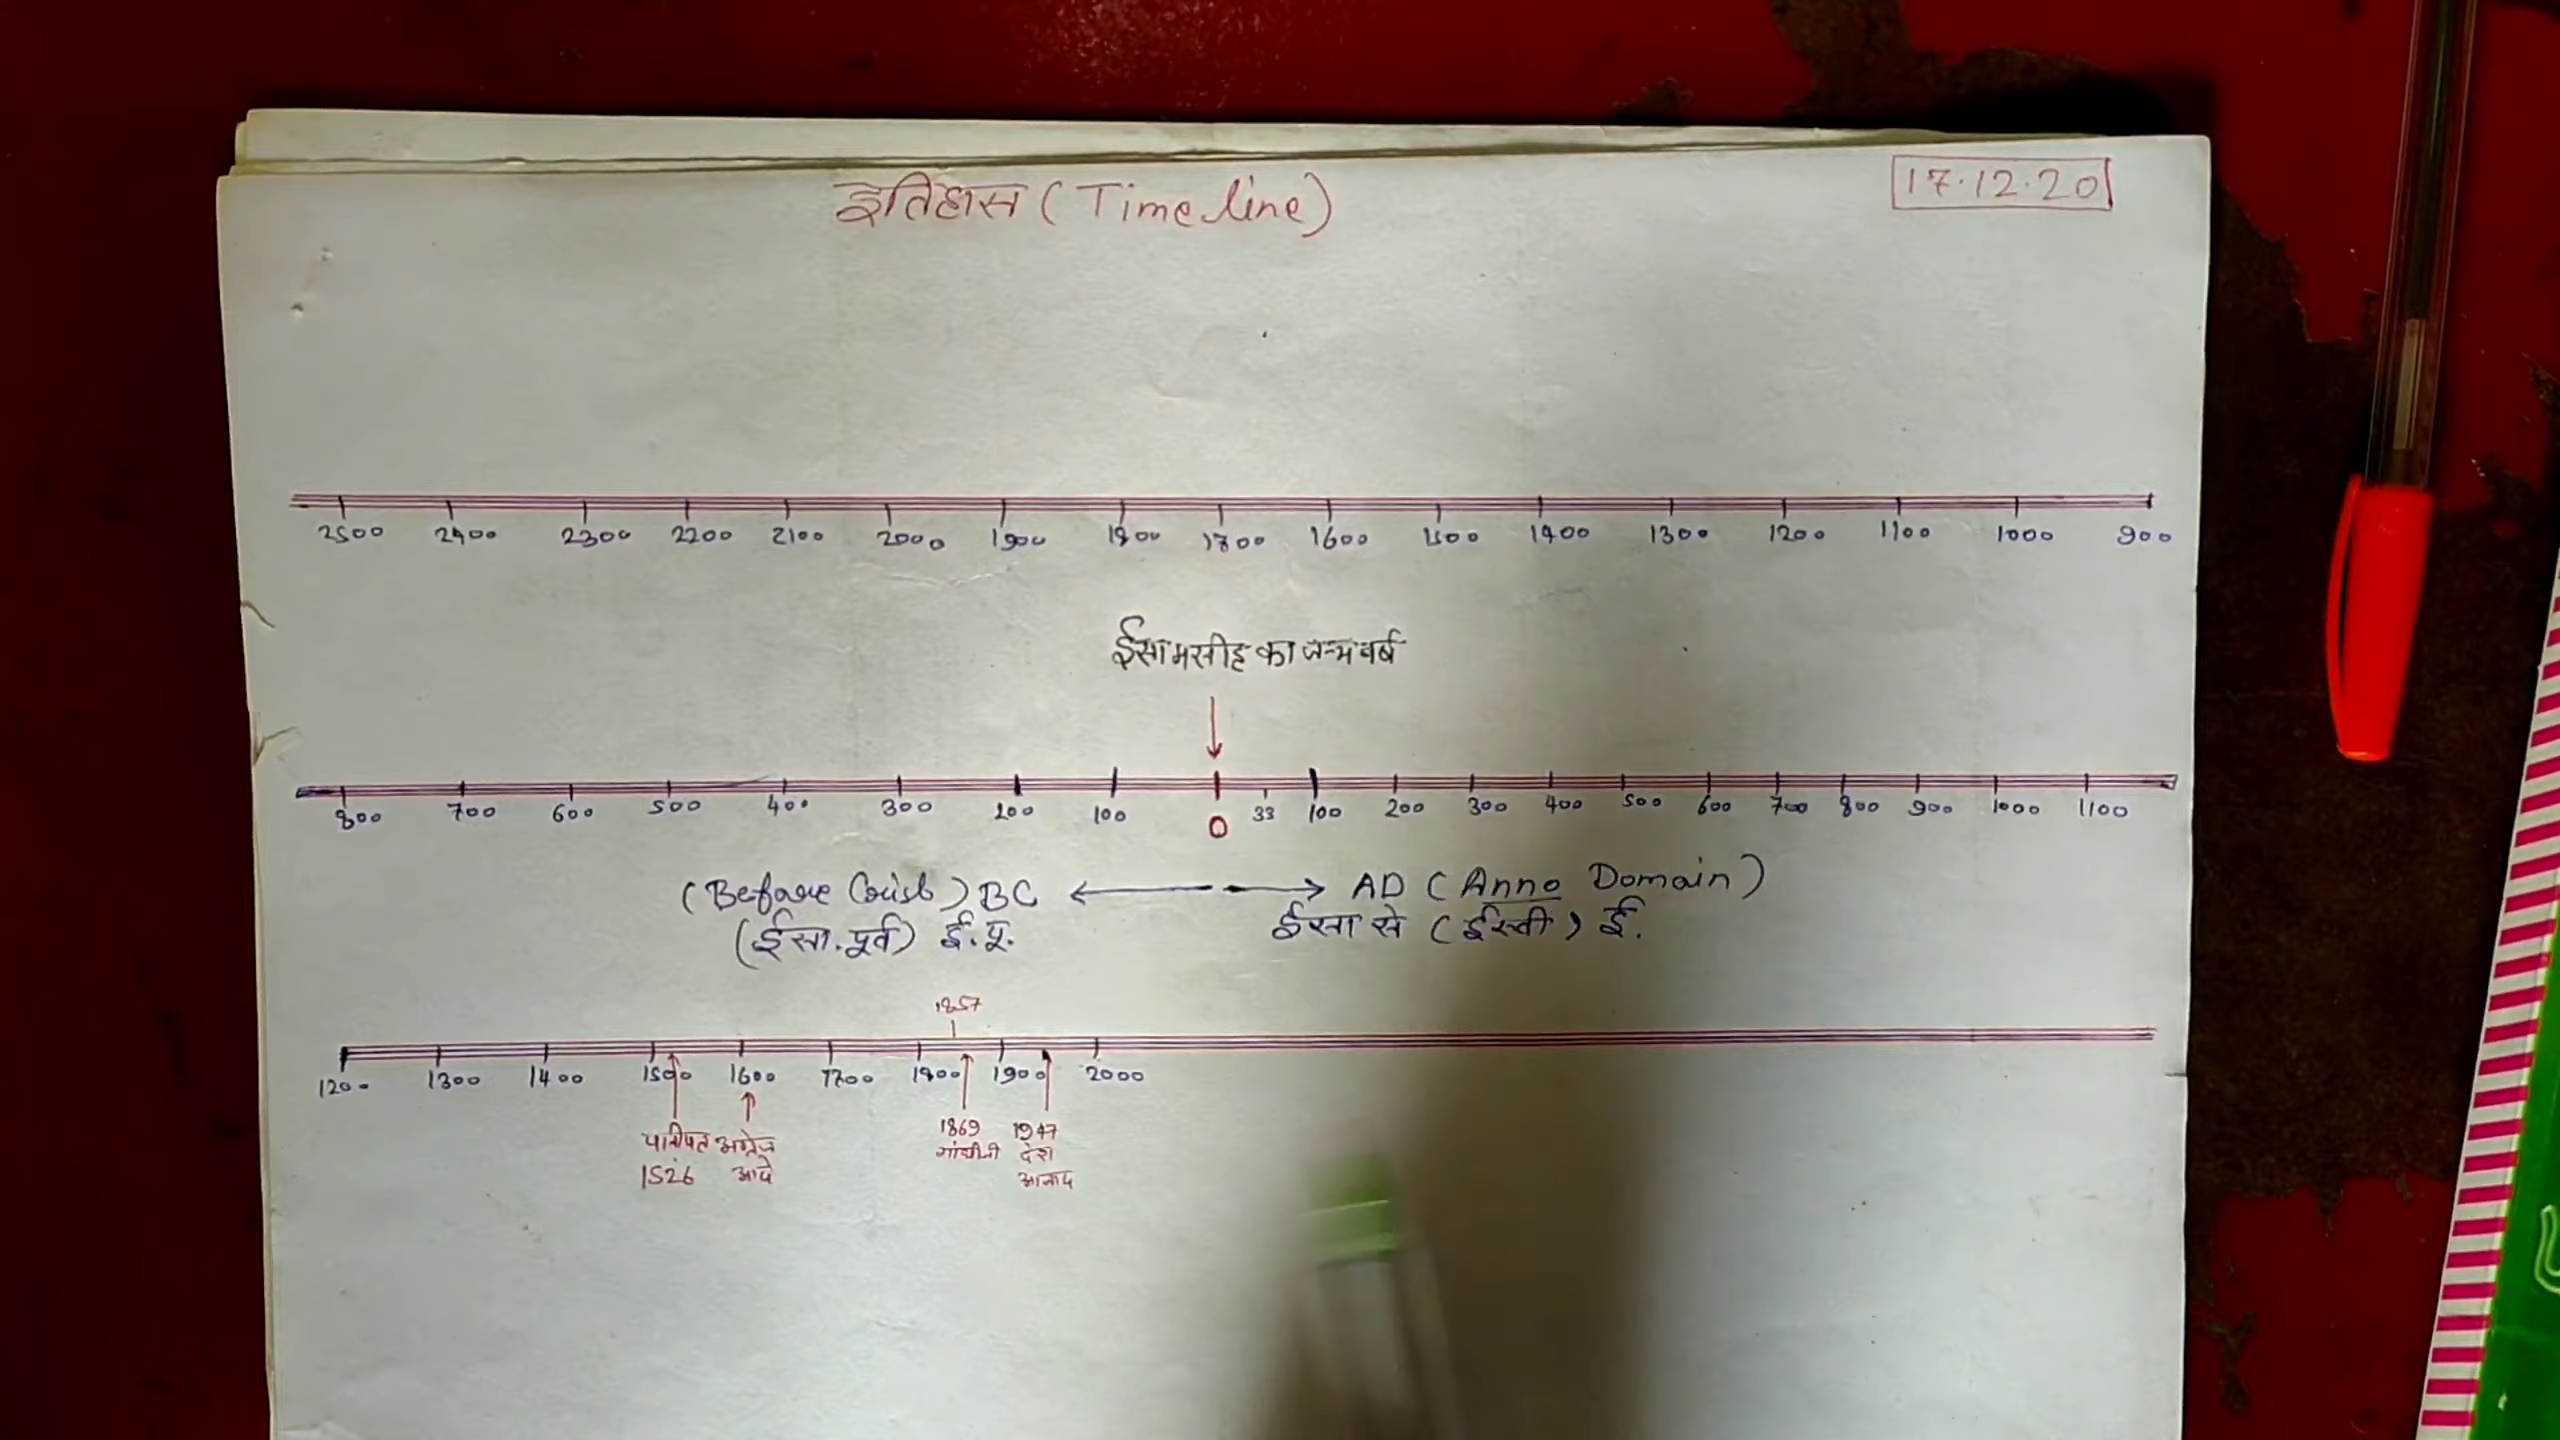 इतिहास (Time line)
17.12.20
2500 2400 2300 2200 2100 2000 1900 1800 1700 1600 1500 1400 1300 1200 1100 1000 900
ईसा मसीह का जन्म वर्ष
800 700 600 500 400 300 200 100 0 33 100 200 300 400 500 600 700 800 900 1000 1100
(Before Crist) BC AD (Anno Domain)
(ईसा.पूर्व) ई.पू. ईसा से (ईस्वी) ई.
1857
1200 1300 1400 1500 1600 1700 1800 1900 2000
पानीपत अंग्रेज 1869 1947
1526 आये गांधीजी देश
आजाद